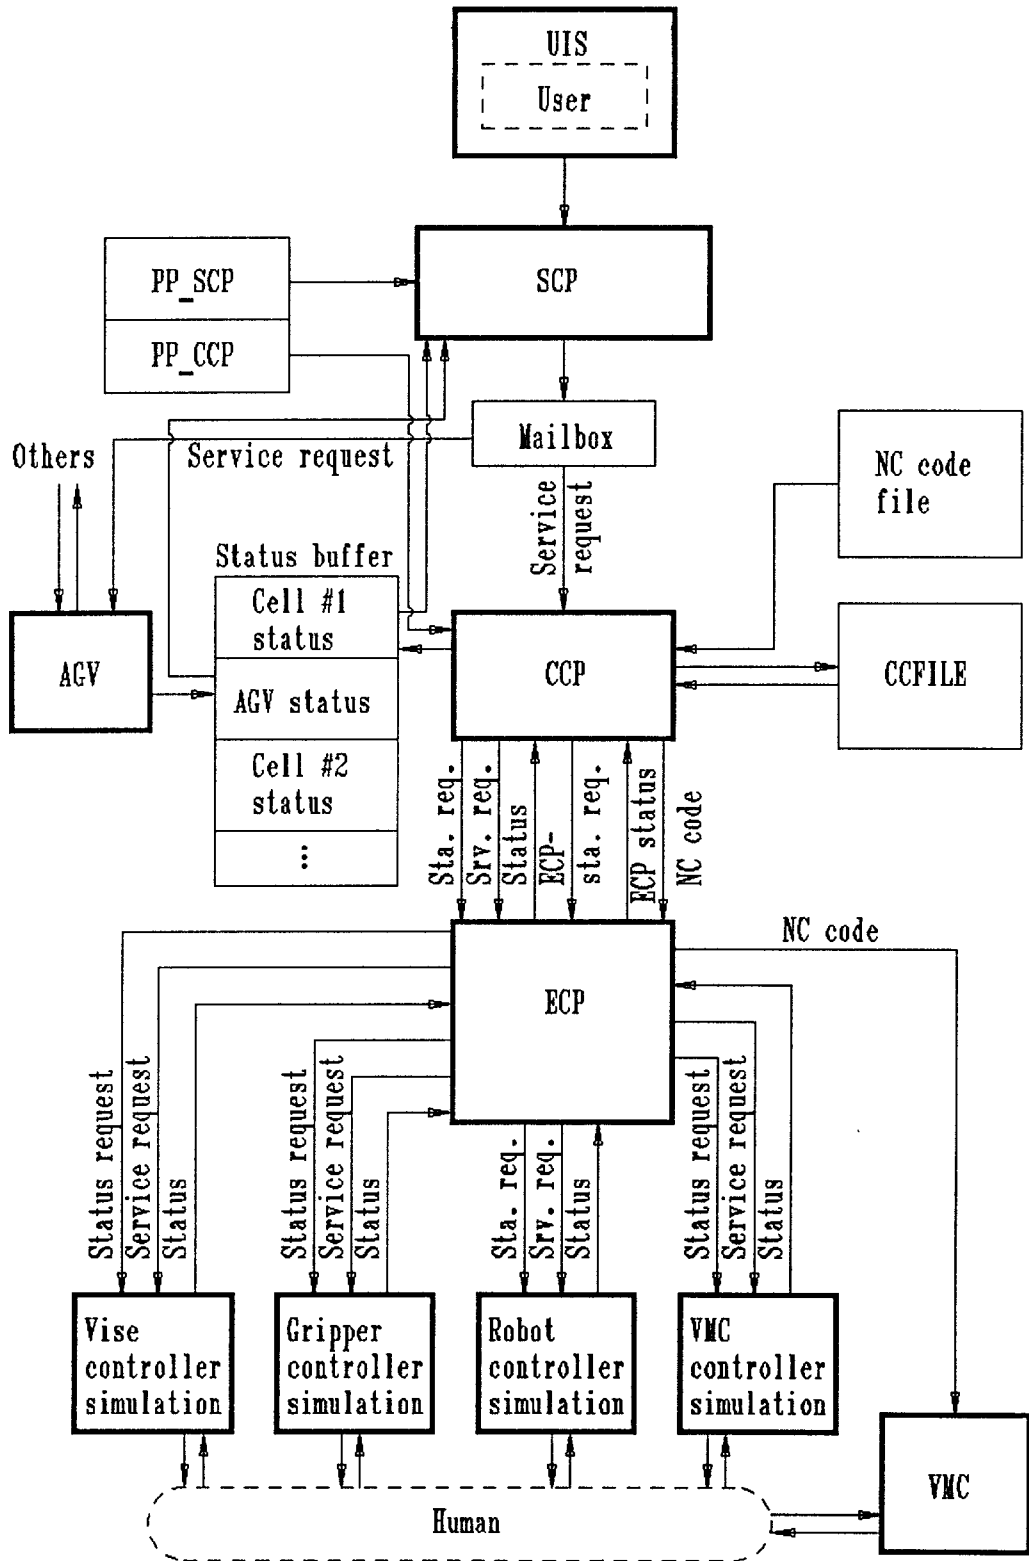 UIS
User
SCP
PP_SCP
PP_CCP
Mailbox
Others
Service request
NC code
file
Service
request
Status buffer
Cell #1
status
AGV
AGV status
CCP
CCFILE
Cell #2
status
...
Sta. req.
Srv. req.
Status
ECP-
sta. req.
ECP status
NC code
NC code
ECP
Status request
Service request
Status
Status request
Service request
Status
Sta. req.
Srv. req.
Status
Status request
Service request
Status
Vise
controller
simulation
Gripper
controller
simulation
Robot
controller
simulation
VMC
controller
simulation
VMC
Human